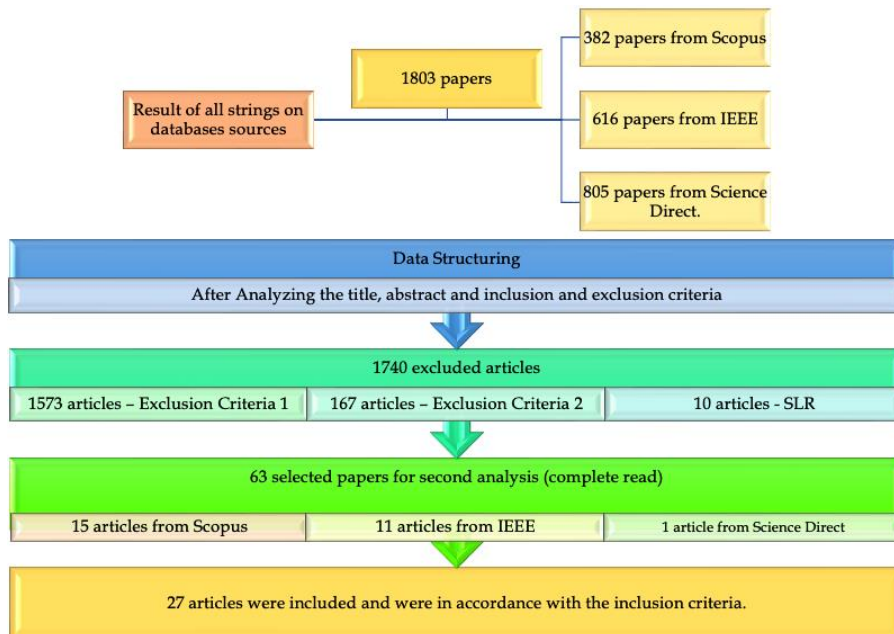 382 papers from Scopus
1803 papers
Result of all strings on
databases sources
616 papers from IEEE
805 papers from Science
Direct.
Data Structuring
After Analyzing the title, abstract and inclusion and exclusion criteria
1740 excluded articles
1573 articles – Exclusion Criteria 1
167 articles – Exclusion Criteria 2
10 articles - SLR
63 selected papers for second analysis (complete read)
15 articles from Scopus
11 articles from IEEE
1 article from Science Direct
27 articles were included and were in accordance with the inclusion criteria.